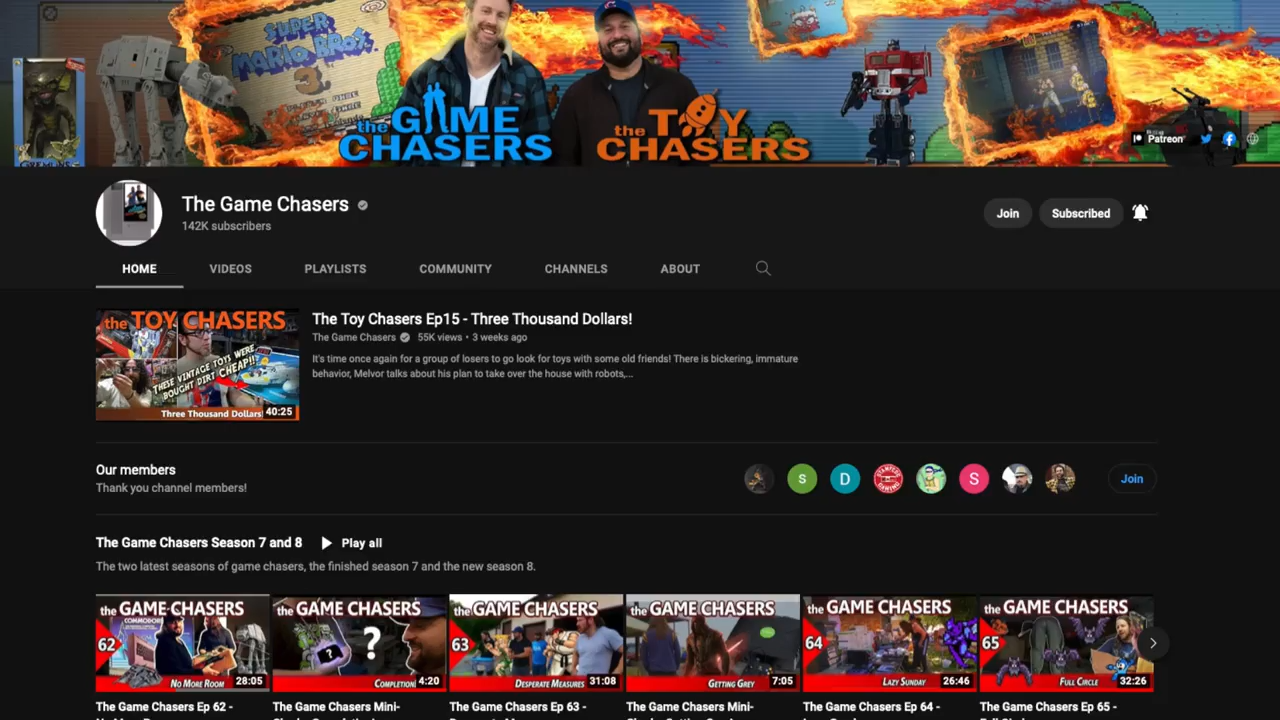 SUPER
MARIO BROS.
3
the GAME
CHASERS
the TOY
CHASERS
GREMLINS
Patreon
The Game Chasers
142K subscribers
Join
Subscribed
HOME
VIDEOS
PLAYLISTS
COMMUNITY
CHANNELS
ABOUT
the TOY CHASERS
THESE VINTAGE TOYS WERE
BOUGHT DIRT CHEAP!!
Three Thousand Dollars!
40:25
The Toy Chasers Ep15 - Three Thousand Dollars!
The Game Chasers 55K views • 3 weeks ago
It's time once again for a group of losers to go look for toys with some old friends! There is bickering, immature
behavior, Melvor talks about his plan to take over the house with robots,...
Our members
Thank you channel members!
S
D
STAMPEDE
GAMING
S
Join
The Game Chasers Season 7 and 8
Play all
The two latest seasons of game chasers, the finished season 7 and the new season 8.
the GAME CHASERS
COMMODORE
62
NO MORE ROOM
28:05
the GAME CHASERS
?
?
COMPLETION
4:20
the GAME CHASERS
63
DESPERATE MEASURES
31:08
the GAME CHASERS
GETTING GREY
7:05
the GAME CHASERS
64
LAZY SUNDAY
26:46
the GAME CHASERS
65
FULL CIRCLE
32:26
The Game Chasers Ep 62 -
The Game Chasers Mini-
The Game Chasers Ep 63 -
The Game Chasers Mini-
The Game Chasers Ep 64 -
The Game Chasers Ep 65 -